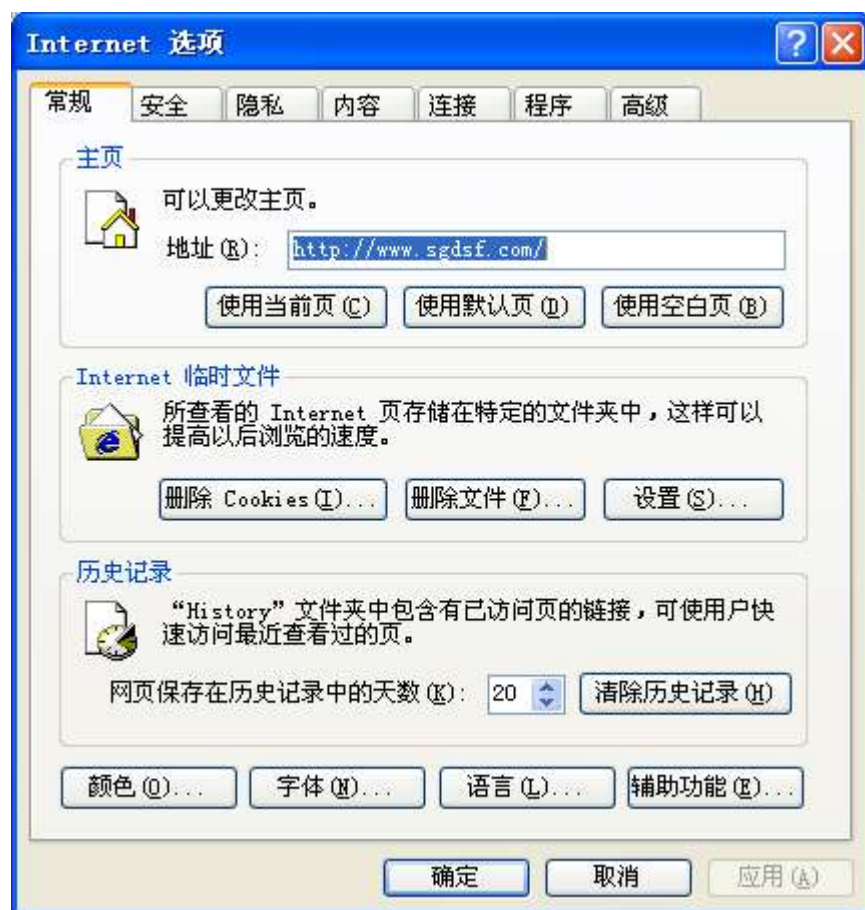 Internet 选项
常规 安全 隐私 内容 连接 程序 高级
主页
可以更改主页。
地址(R): http://www.sgdsf.com/
使用当前页(C) 使用默认页(D) 使用空白页(B)
Internet 临时文件
所查看的 Internet 页存储在特定的文件夹中，这样可以
提高以后浏览的速度。
删除 Cookies(I)... 删除文件(F)... 设置(S)...
历史记录
“History”文件夹中包含有已访问页的链接，可使用户快
速访问最近查看过的页。
网页保存在历史记录中的天数(K): 20 清除历史记录(H)
颜色(O)... 字体(N)... 语言(L)... 辅助功能(E)...
确定 取消 应用(A)